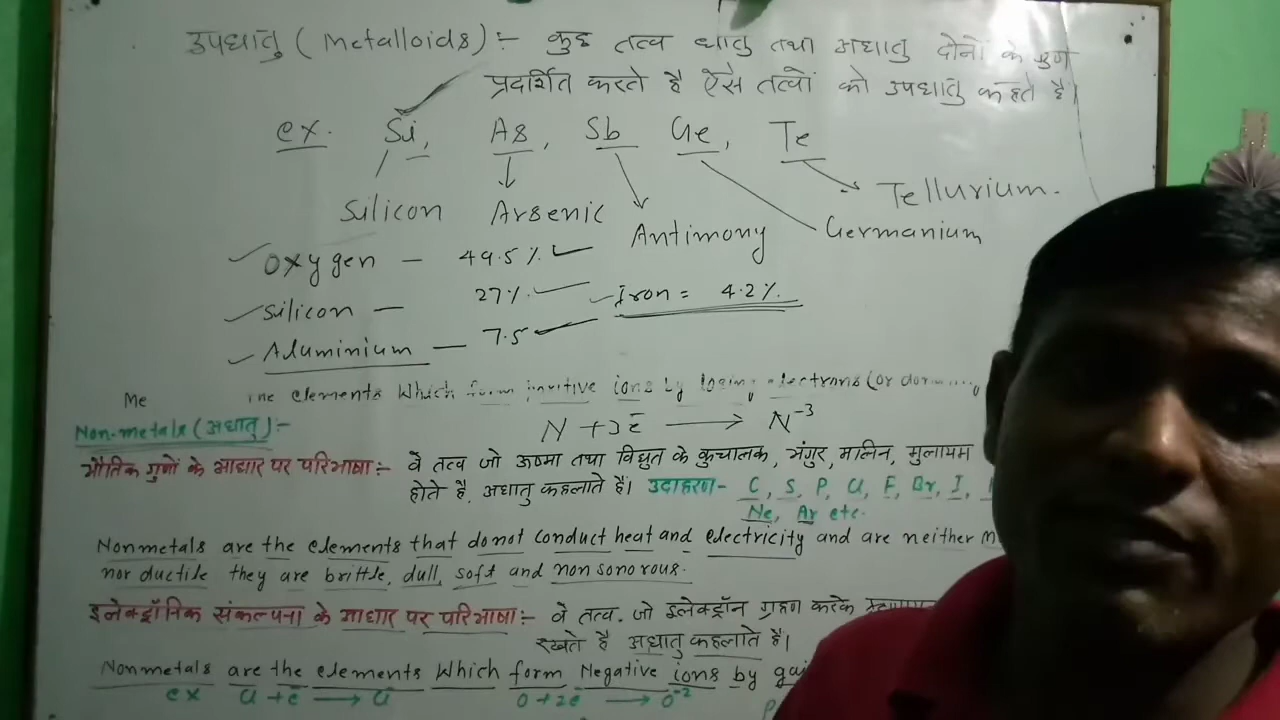 उपधातु ( Metalloids ) :- कुछ तत्व धातु तथा अधातु दोनों के गुण
प्रदर्शित करते है ऐसे तत्वों को उपधातु कहते है।
ex. Si, As, Sb Ge, Te
Tellurium.
Silicon Arsenic Antimony Germanium
Oxygen - 49.5 %.
Silicon - 27 %. Iron = 4.2 %.
Aluminium - 7.5
elements Which form ions by losing electrons (or
Me
Non-metals (अधातु) :- N + 3e̅ → N⁻³
भौतिक गुणों के आधार पर परिभाषा :- वे तत्व जो ऊष्मा तथा विद्युत के कुचालक, भंगुर, मलिन, मुलायम
होते है, अधातु कहलाते है। उदाहरण- C, S, P, Cl, F, Br, I,
Ne, Ar etc.
Nonmetals are the elements that do not conduct heat and electricity and are neither
nor ductile they are brittle, dull, soft and non sonorous.
इलेक्ट्रॉनिक संकल्पना के आधार पर परिभाषा :- वे तत्व. जो इलेक्ट्रॉन ग्रहण करके
रखते है अधातु कहलाते है।
Nonmetals are the elements Which form Negative ions by
ex Cl + e̅ → Cl̅ O + 2e̅ → O⁻²